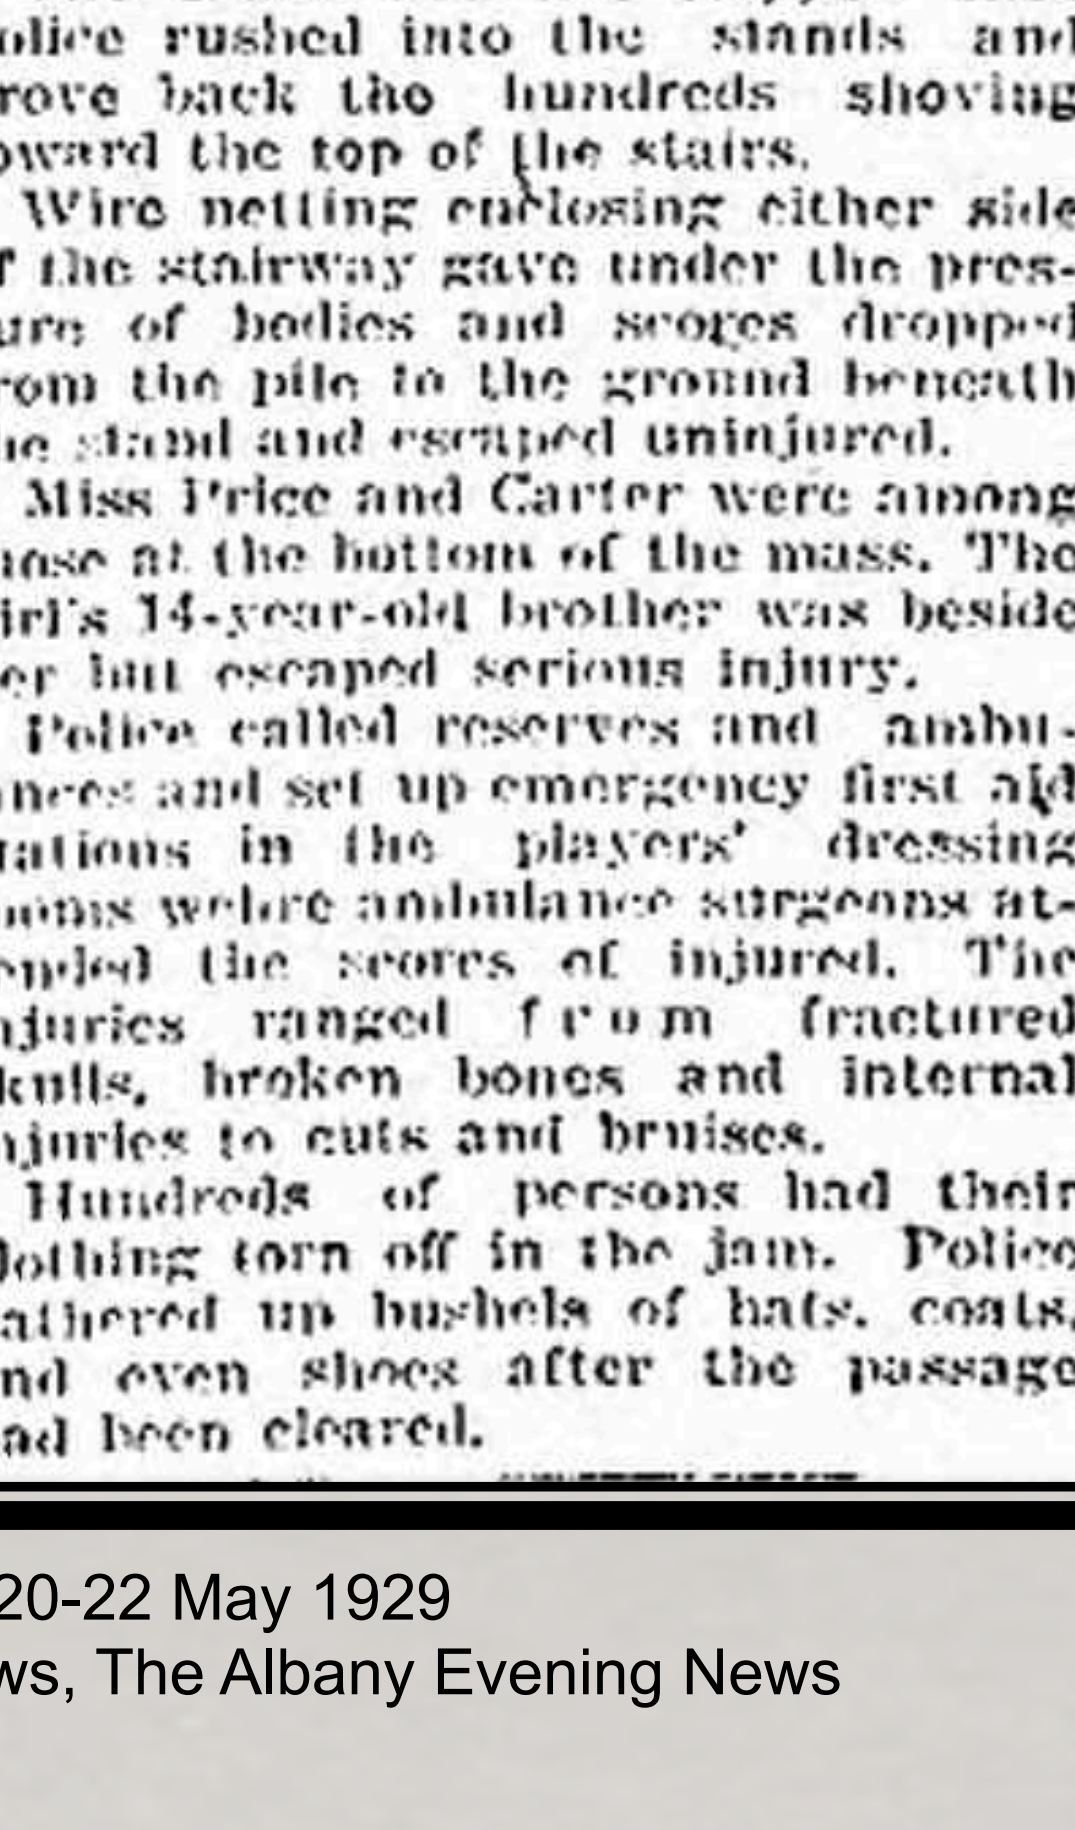 olice rushed into the stands and
rove back the hundreds shoving
oward the top of the stairs.
Wire netting enclosing either side
f the stairway gave under the pres-
ure of bodies and scores dropped
rom the pile to the ground beneath
he stand and escaped uninjured.
Miss Price and Carter were among
hose at the bottom of the mass. The
irl's 14-year-old brother was beside
er but escaped serious injury.
Police called reserves and ambu-
ances and set up emergency first aid
tations in the players' dressing
ooms wehre ambulance surgeons at-
ended the scores of injured. The
njuries ranged from fractured
kulls, broken bones and internal
njuries to cuts and bruises.
Hundreds of persons had their
lothing torn off in the jam. Police
athered up bushels of hats, coats,
nd even shoes after the passage
ad been cleared.
20-22 May 1929
ws, The Albany Evening News